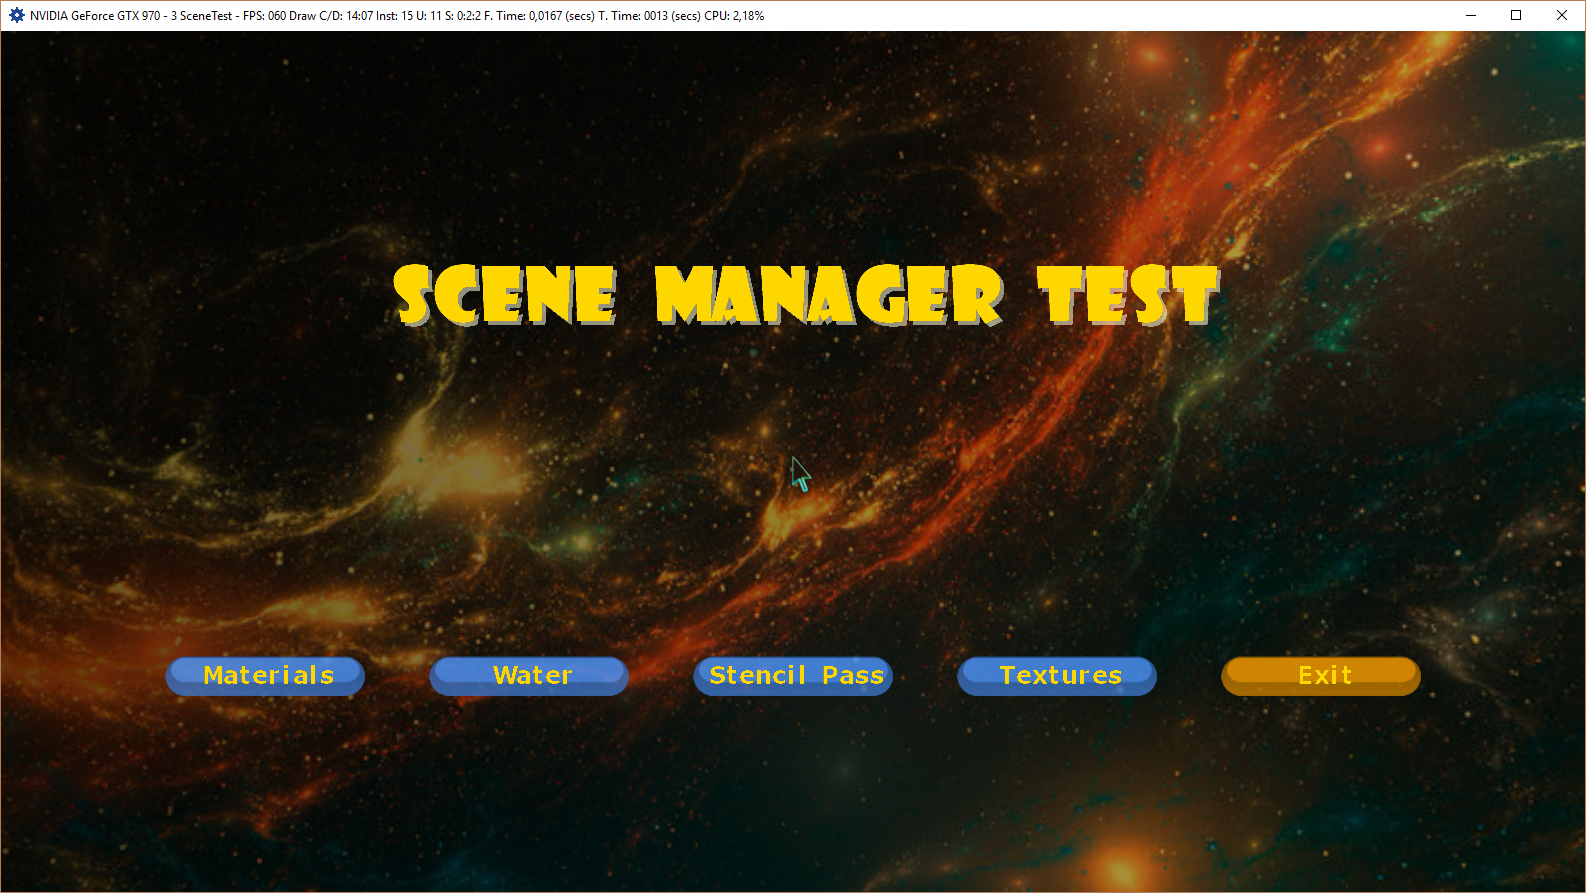 NVIDIA GeForce GTX 970 - 3 SceneTest - FPS: 060 Draw C/D: 14:07 Inst: 15 U: 11 S: 0:2:2 F. Time: 0,0167 (secs) T. Time: 0013 (secs) CPU: 2,18%
SCENE MANAGER TEST
Materials Water Stencil Pass Textures Exit